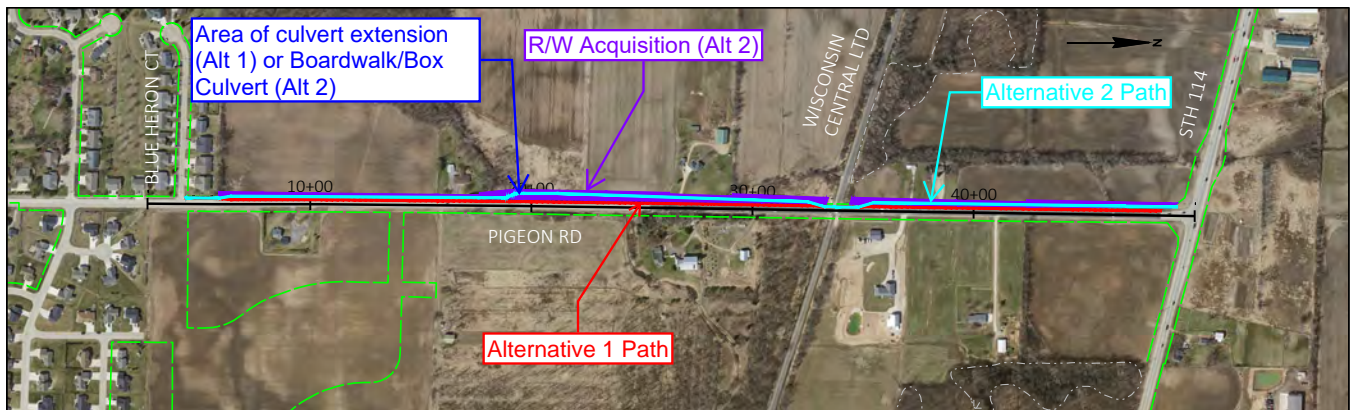 Area of culvert extension
(Alt 1) or Boardwalk/Box
Culvert (Alt 2)
R/W Acquisition (Alt 2)
WISCONSIN
CENTRAL LTD
N
Alternative 2 Path
STH 114
BLUE HERON CT
10+00
30+00
40+00
PIGEON RD
Alternative 1 Path